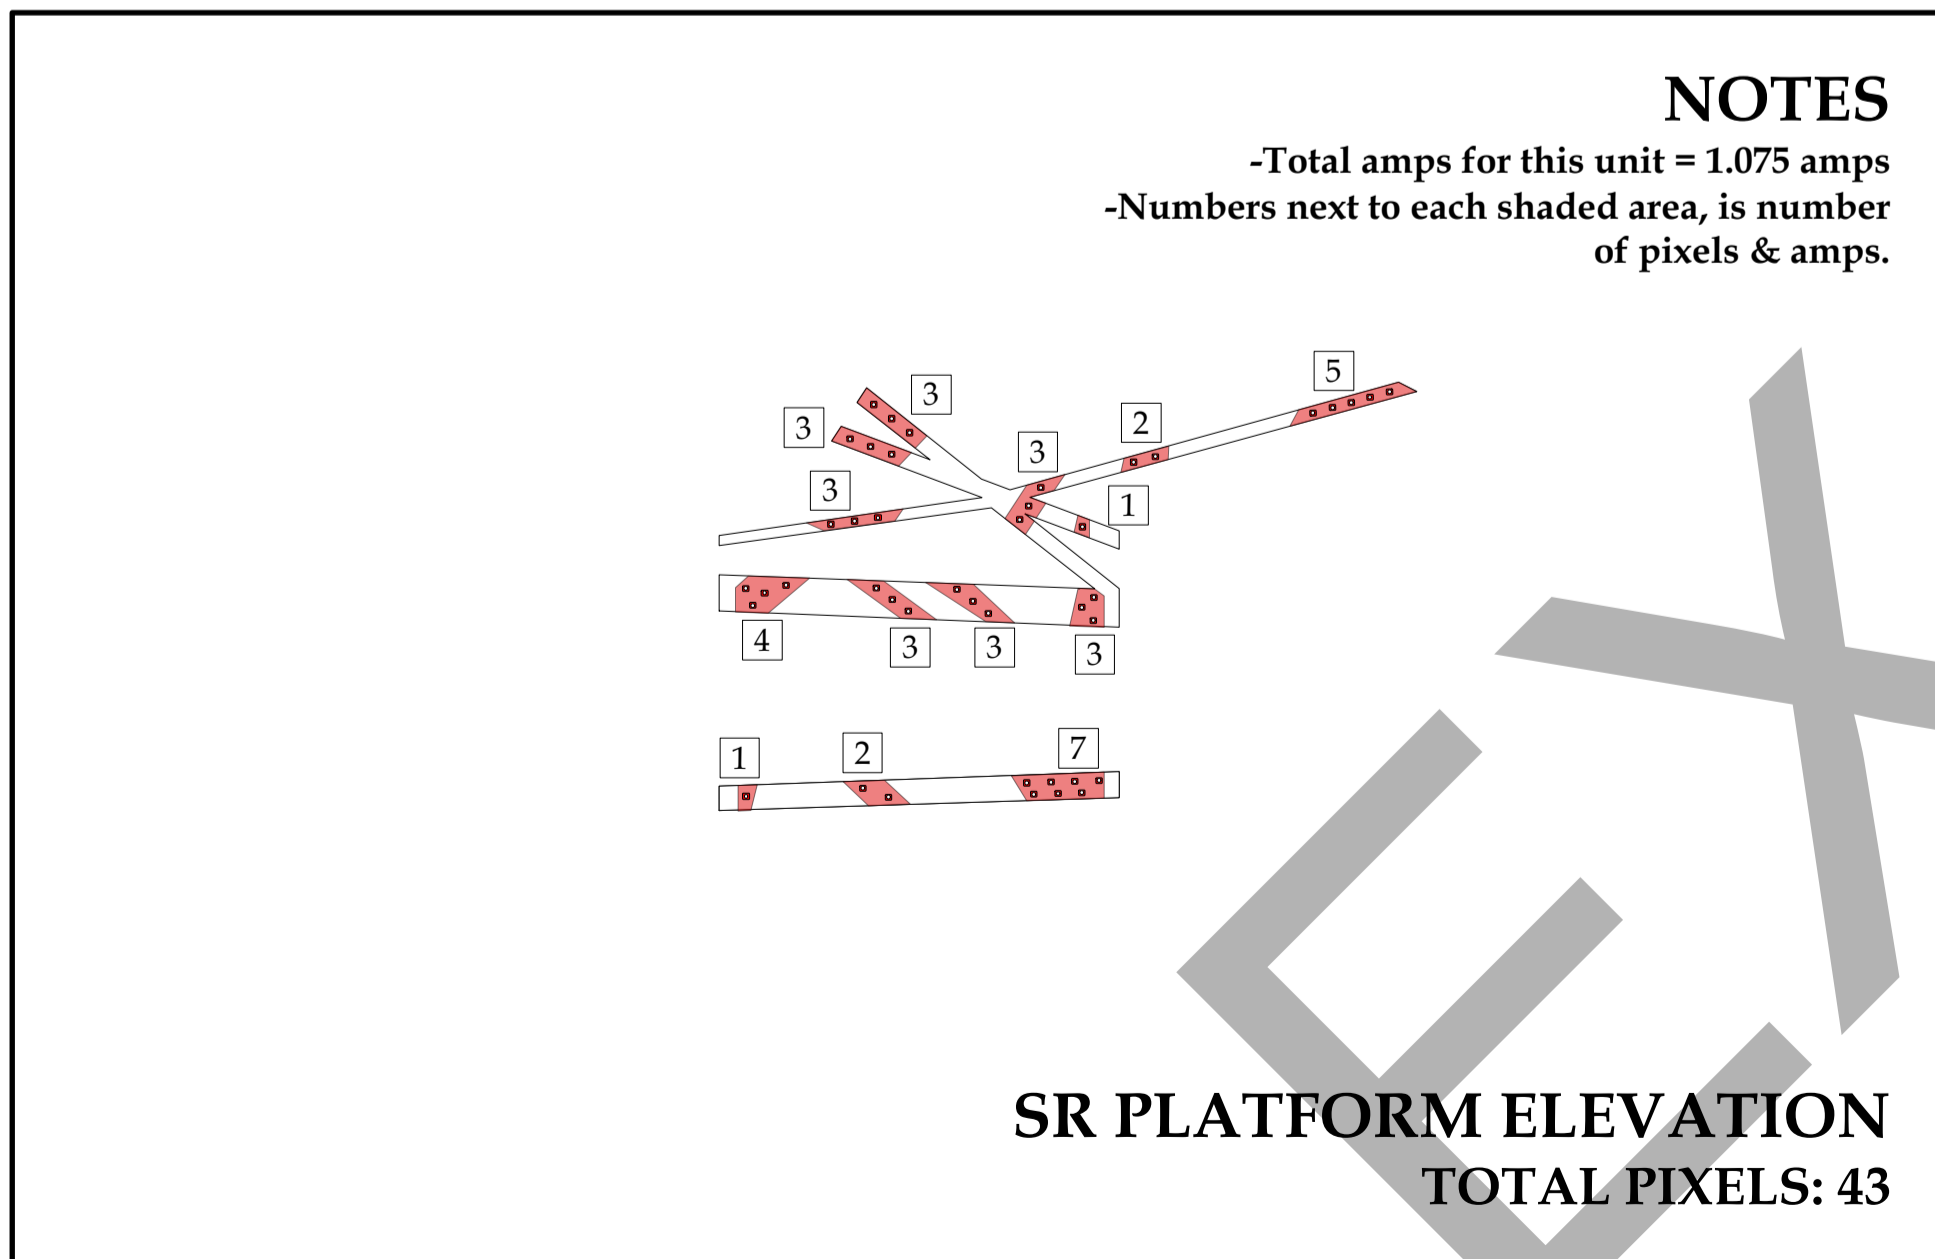 NOTES
-Total amps for this unit = 1.075 amps
-Numbers next to each shaded area, is number
of pixels & amps.
5
3
3
2
3
3
1
4
3
3
3
1
2
7
EX
SR PLATFORM ELEVATION
TOTAL PIXELS: 43